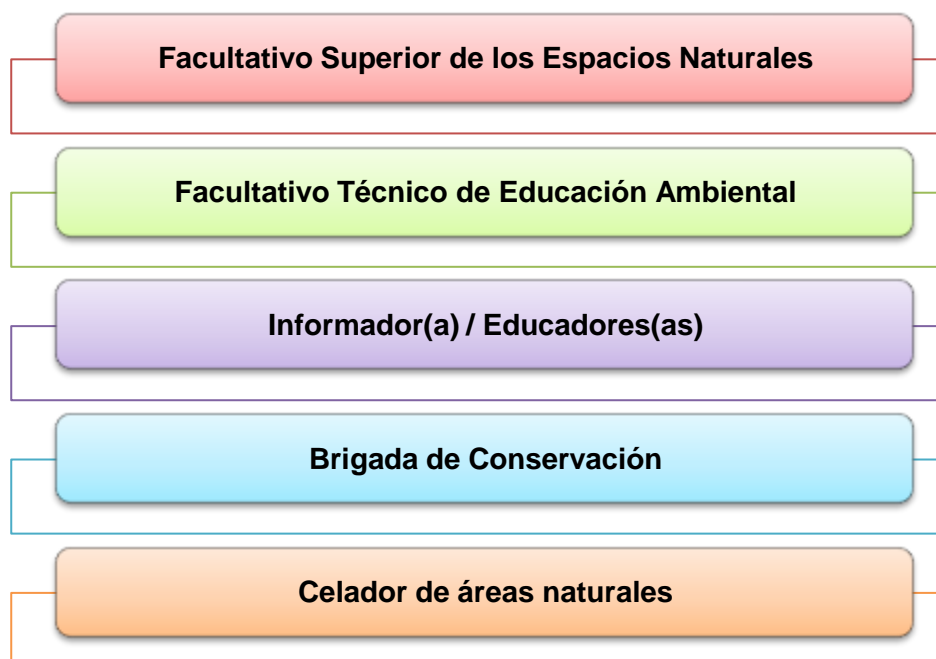 Facultativo Superior de los Espacios Naturales
Facultativo Técnico de Educación Ambiental
Informador(a) / Educadores(as)
Brigada de Conservación
Celador de áreas naturales